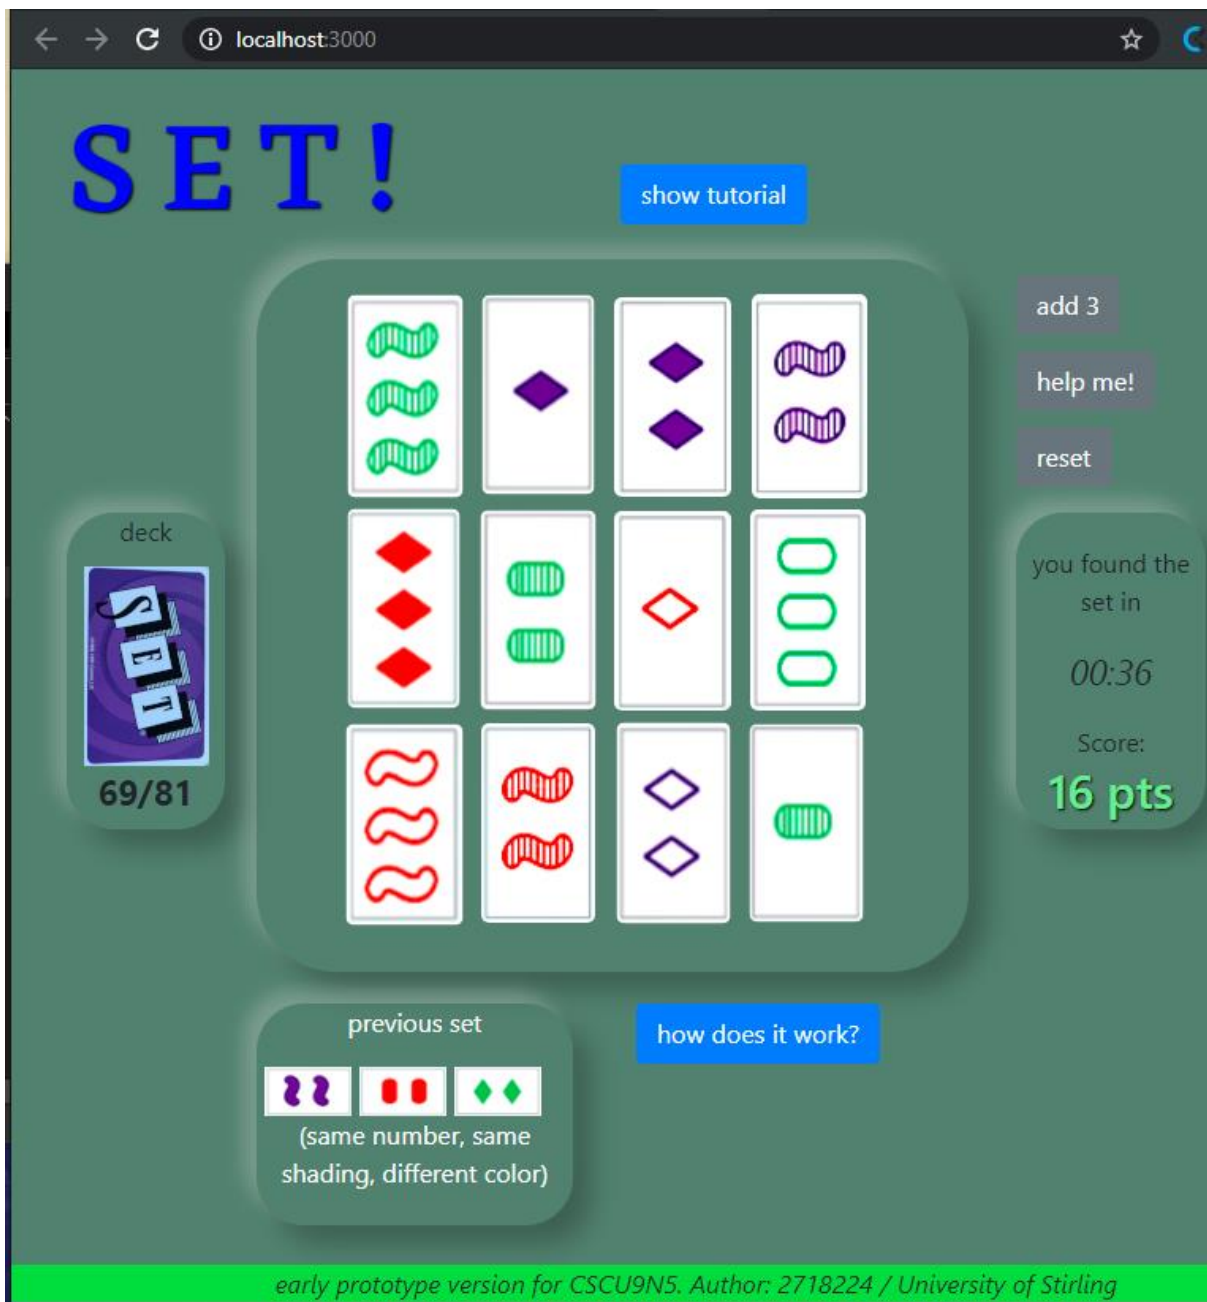 localhost:3000
S E T !
show tutorial
add 3
help me!
reset
deck
SET
69/81
you found the
set in
00:36
Score:
16 pts
previous set
(same number, same
shading, different color)
how does it work?
early prototype version for CSCU9N5. Author: 2718224 / University of Stirling